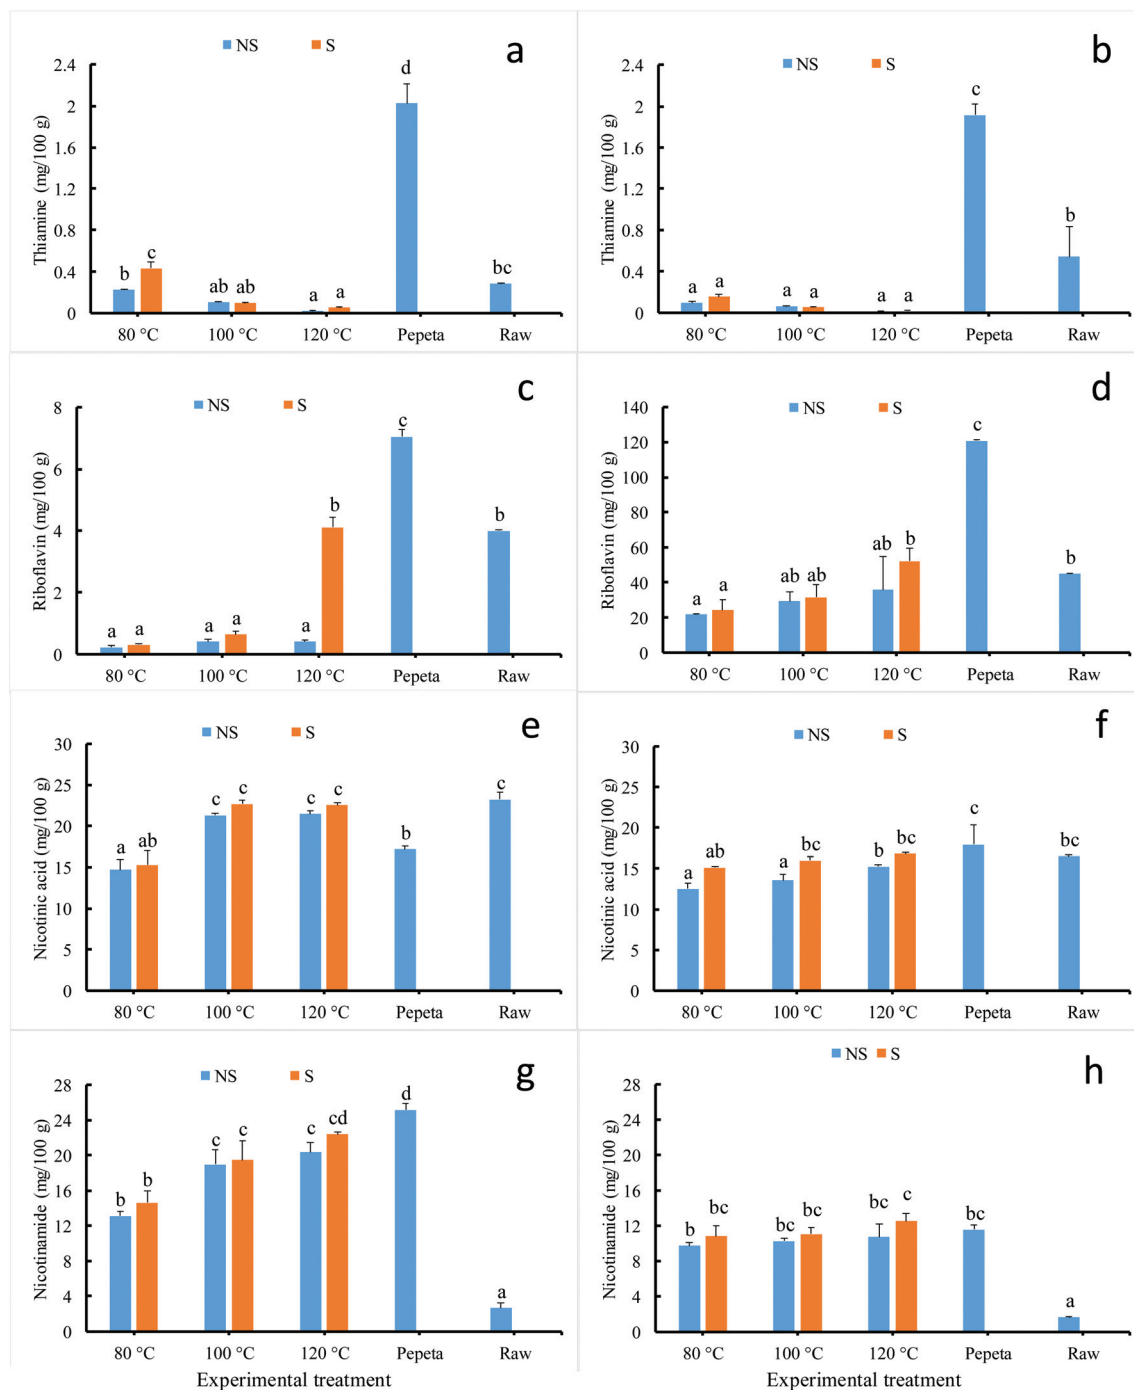 NS S
a
Thiamine (mg/100 g)
2.4
2
1.6
1.2
0.8
0.4
0
b c ab ab a a d bc
80 °C 100 °C 120 °C Pepeta Raw
NS S
b
Thiamine (mg/100 g)
2.4
2
1.6
1.2
0.8
0.4
0
a a a a a a c b
80 °C 100 °C 120 °C Pepeta Raw
NS S
c
Riboflavin (mg/100 g)
8
6
4
2
0
a a a a a b c b
80 °C 100 °C 120 °C Pepeta Raw
NS S
d
Riboflavin (mg/100 g)
140
120
100
80
60
40
20
0
a a ab ab ab b c b
80 °C 100 °C 120 °C Pepeta Raw
NS S
e
Nicotinic acid (mg/100 g)
30
25
20
15
10
5
0
a ab c c c c b c
80 °C 100 °C 120 °C Pepeta Raw
NS S
f
Nicotinic acid (mg/100 g)
30
25
20
15
10
5
0
a ab a bc b bc c bc
80 °C 100 °C 120 °C Pepeta Raw
NS S
g
Nicotinamide (mg/100 g)
28
24
20
16
12
8
4
0
b b c c c cd d a
80 °C 100 °C 120 °C Pepeta Raw
Experimental treatment
NS S
h
Nicotinamide (mg/100 g)
28
24
20
16
12
8
4
0
b bc bc bc bc c bc a
80 °C 100 °C 120 °C Pepeta Raw
Experimental treatment